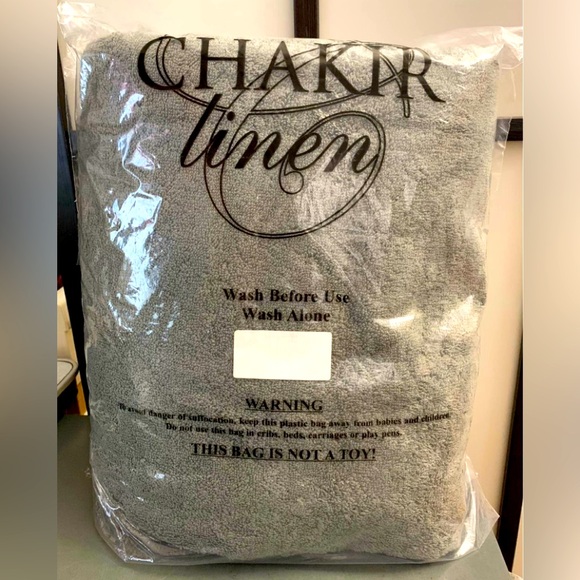 CHAKIR
linen
Wash Before Use
Wash Alone
WARNING
To avoid danger of suffocation, keep this plastic bag away from babies and children.
Do not use this bag in cribs, beds, carriages or play pens.
THIS BAG IS NOT A TOY!